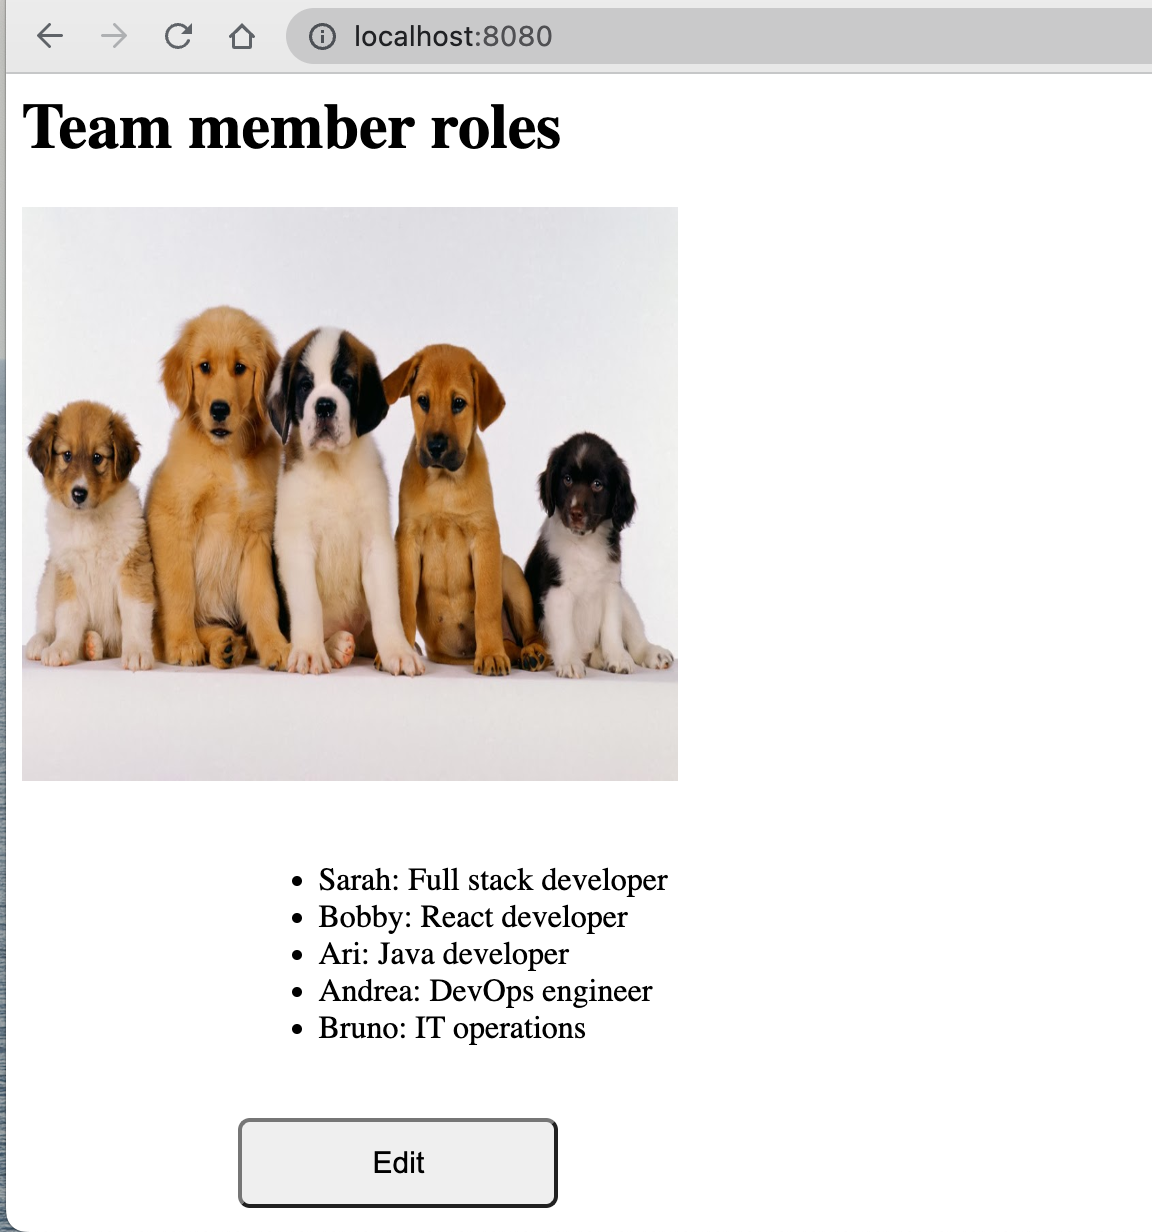 localhost:8080
Team member roles
Sarah: Full stack developer
Bobby: React developer
Ari: Java developer
Andrea: DevOps engineer
Bruno: IT operations
Edit